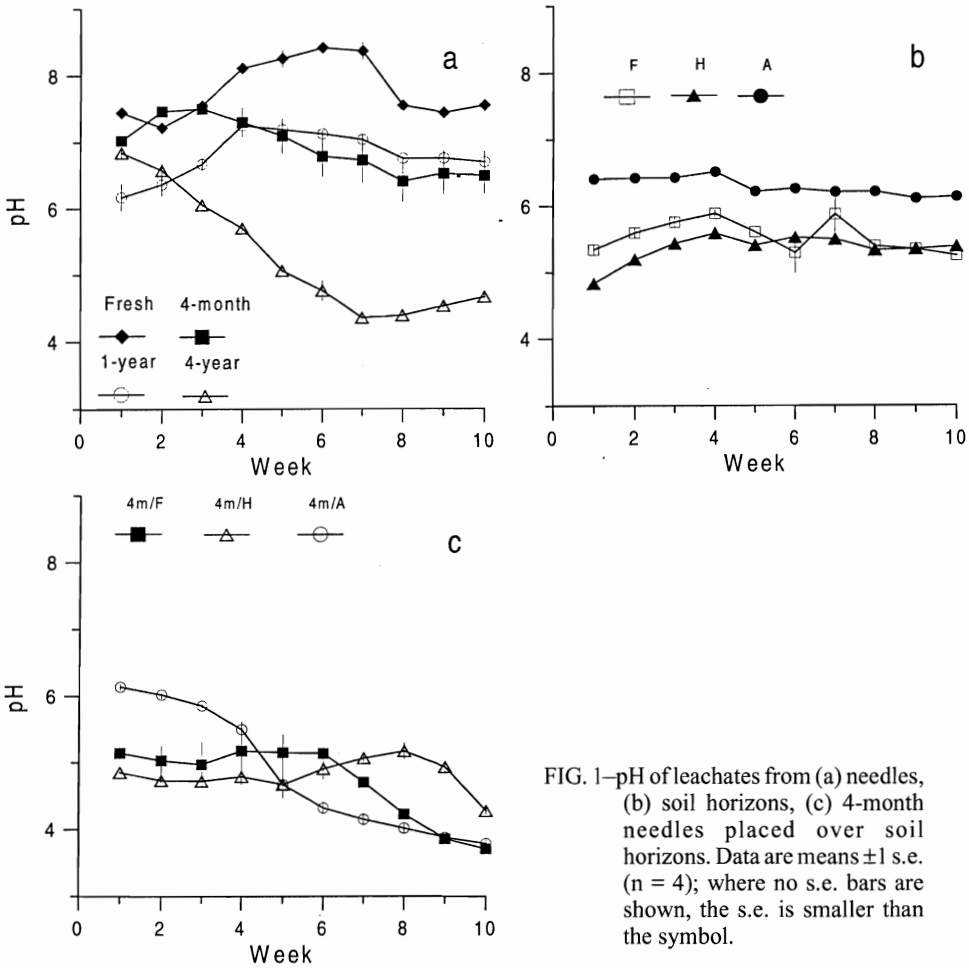 a
8
6
4
pH
Fresh 4-month
1-year 4-year
0 2 4 6 8 10
Week
b
F H A
8
6
4
0 2 4 6 8 10
Week
4m/F 4m/H 4m/A
c
8
6
4
pH
0 2 4 6 8 10
Week
FIG. 1–pH of leachates from (a) needles,
(b) soil horizons, (c) 4-month
needles placed over soil
horizons. Data are means ±1 s.e.
(n = 4); where no s.e. bars are
shown, the s.e. is smaller than
the symbol.